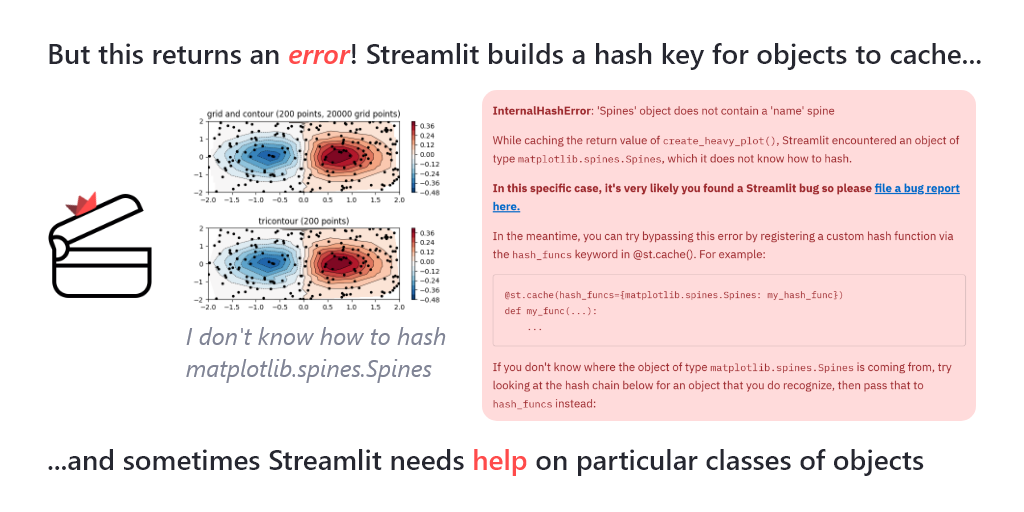 But this returns an error! Streamlit builds a hash key for objects to cache...
grid and contour (200 points, 20000 grid points)
2
1
0
−1
−2
−2.0 −1.5 −1.0 −0.5 0.0 0.5 1.0 1.5 2.0
0.36
0.24
0.12
0.00
−0.12
−0.24
−0.36
−0.48
tricontour (200 points)
2
1
0
−1
−2
−2.0 −1.5 −1.0 −0.5 0.0 0.5 1.0 1.5 2.0
0.36
0.24
0.12
0.00
−0.12
−0.24
−0.36
−0.48
I don't know how to hash
matplotlib.spines.Spines
InternalHashError: 'Spines' object does not contain a 'name' spine
While caching the return value of create_heavy_plot(), Streamlit encountered an object of
type matplotlib.spines.Spines, which it does not know how to hash.
In this specific case, it's very likely you found a Streamlit bug so please file a bug report
here.
In the meantime, you can try bypassing this error by registering a custom hash function via
the hash_funcs keyword in @st.cache(). For example:
@st.cache(hash_funcs={matplotlib.spines.Spines: my_hash_func})
def my_func(...):
...
If you don't know where the object of type matplotlib.spines.Spines is coming from, try
looking at the hash chain below for an object that you do recognize, then pass that to
hash_funcs instead:
...and sometimes Streamlit needs help on particular classes of objects